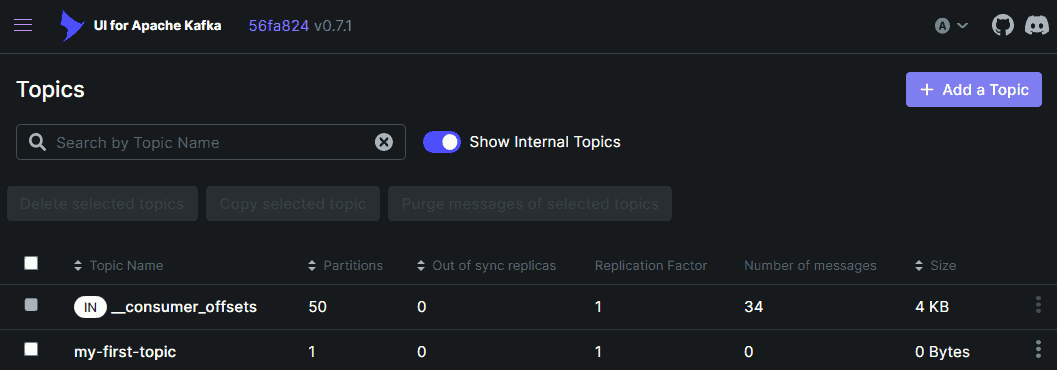 UI for Apache Kafka 56fa824 v0.7.1 A
Topics
+ Add a Topic
Search by Topic Name Show Internal Topics
Delete selected topics Copy selected topic Purge messages of selected topics
Topic Name Partitions Out of sync replicas Replication Factor Number of messages Size
IN __consumer_offsets 50 0 1 34 4 KB
my-first-topic 1 0 1 0 0 Bytes